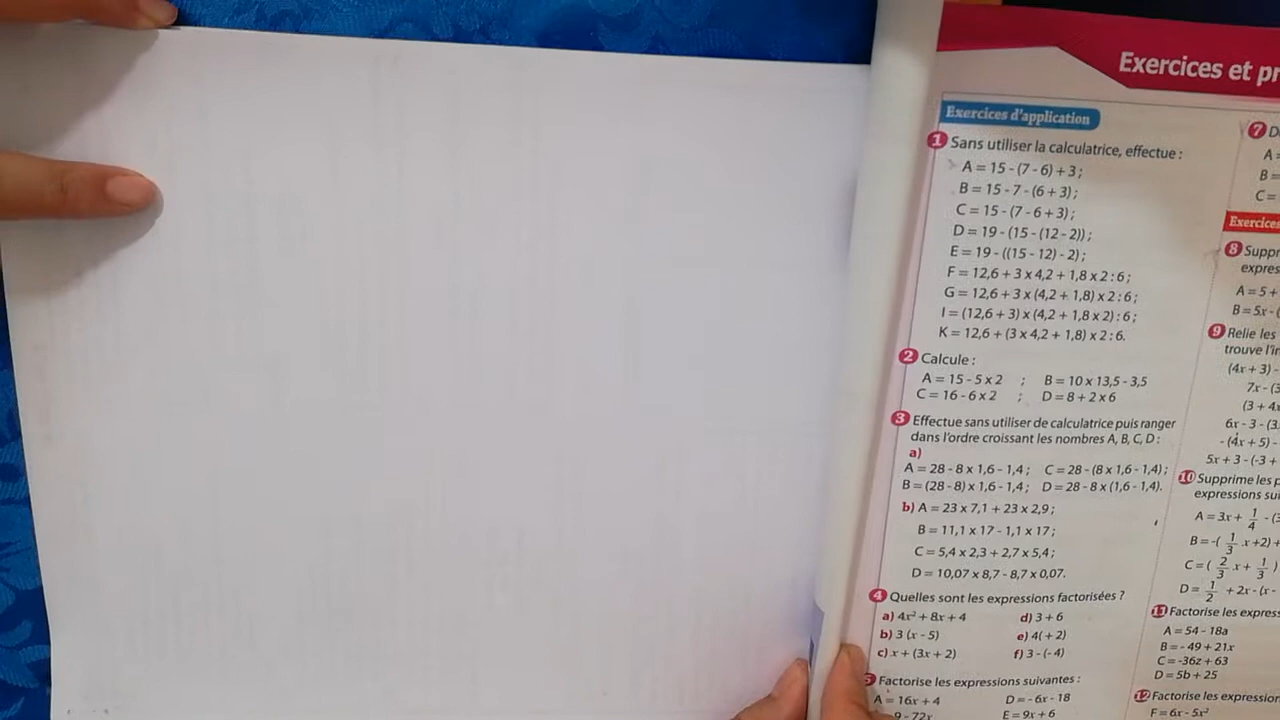 Exercices et pr
Exercices d'application
1 Sans utiliser la calculatrice, effectue :
A = 15 - (7 - 6) + 3 ;
B = 15 - 7 - (6 + 3) ;
C = 15 - (7 - 6 + 3) ;
D = 19 - (15 - (12 - 2)) ;
E = 19 - ((15 - 12) - 2) ;
F = 12,6 + 3 x 4,2 + 1,8 x 2 : 6 ;
G = 12,6 + 3 x (4,2 + 1,8) x 2 : 6 ;
I = (12,6 + 3) x (4,2 + 1,8 x 2) : 6 ;
K = 12,6 + (3 x 4,2 + 1,8) x 2 : 6.
2 Calcule :
A = 15 - 5 x 2 ; B = 10 x 13,5 - 3,5
C = 16 - 6 x 2 ; D = 8 + 2 x 6
3 Effectue sans utiliser de calculatrice puis ranger
dans l'ordre croissant les nombres A, B, C, D :
a)
A = 28 - 8 x 1,6 - 1,4 ; C = 28 - (8 x 1,6 - 1,4) ;
B = (28 - 8) x 1,6 - 1,4 ; D = 28 - 8 x (1,6 - 1,4).
b) A = 23 x 7,1 + 23 x 2,9 ;
B = 11,1 x 17 - 1,1 x 17 ;
C = 5,4 x 2,3 + 2,7 x 5,4 ;
D = 10,07 x 8,7 - 8,7 x 0,07.
4 Quelles sont les expressions factorisées ?
a) 4x² + 8x + 4 d) 3 + 6
b) 3 (x - 5) e) 4( + 2)
c) x + (3x + 2) f) 3 - (- 4)
5 Factorise les expressions suivantes :
A = 16x + 4 D = - 6x - 18
9 - 72x E = 9x + 6
7 D
A =
B =
C =
Exercices
8 Suppr
expres
A = 5 +
B = 5x - (
9 Relie les
trouve l'in
(4x + 3) -
7x - (3
(3 + 4x
6x - 3 - (3
- (4x + 5) -
5x + 3 - (-3 +
10 Supprime les p
expressions sui
A = 3x + 1/4 - (3
B = -( 1/3 x + 2) +
C = ( 2/3 x + 1/3 )
D = 1/2 + 2x - (x -
11 Factorise les express
A = 54 - 18a
B = - 49 + 21x
C = -36z + 63
D = 5b + 25
12 Factorise les expression
F = 6x - 5x²